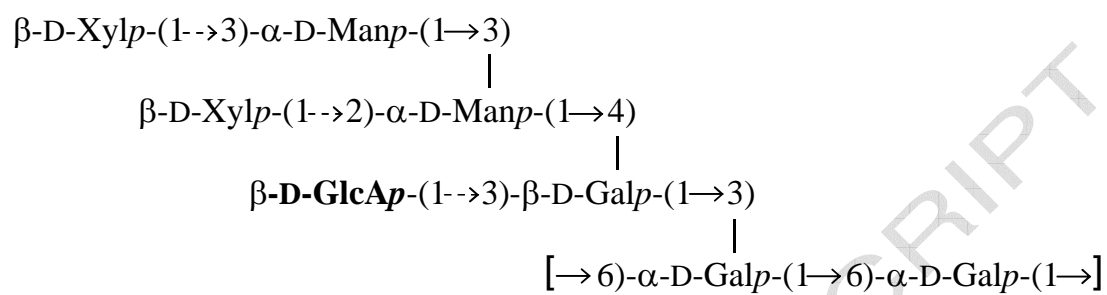 β-D-Xylp-(1-->3)-α-D-Manp-(1→3)
|
β-D-Xylp-(1-->2)-α-D-Manp-(1→4)
|
β-D-GlcAp-(1-->3)-β-D-Galp-(1→3)
|
[→6)-α-D-Galp-(1→6)-α-D-Galp-(1→]
CRIPT